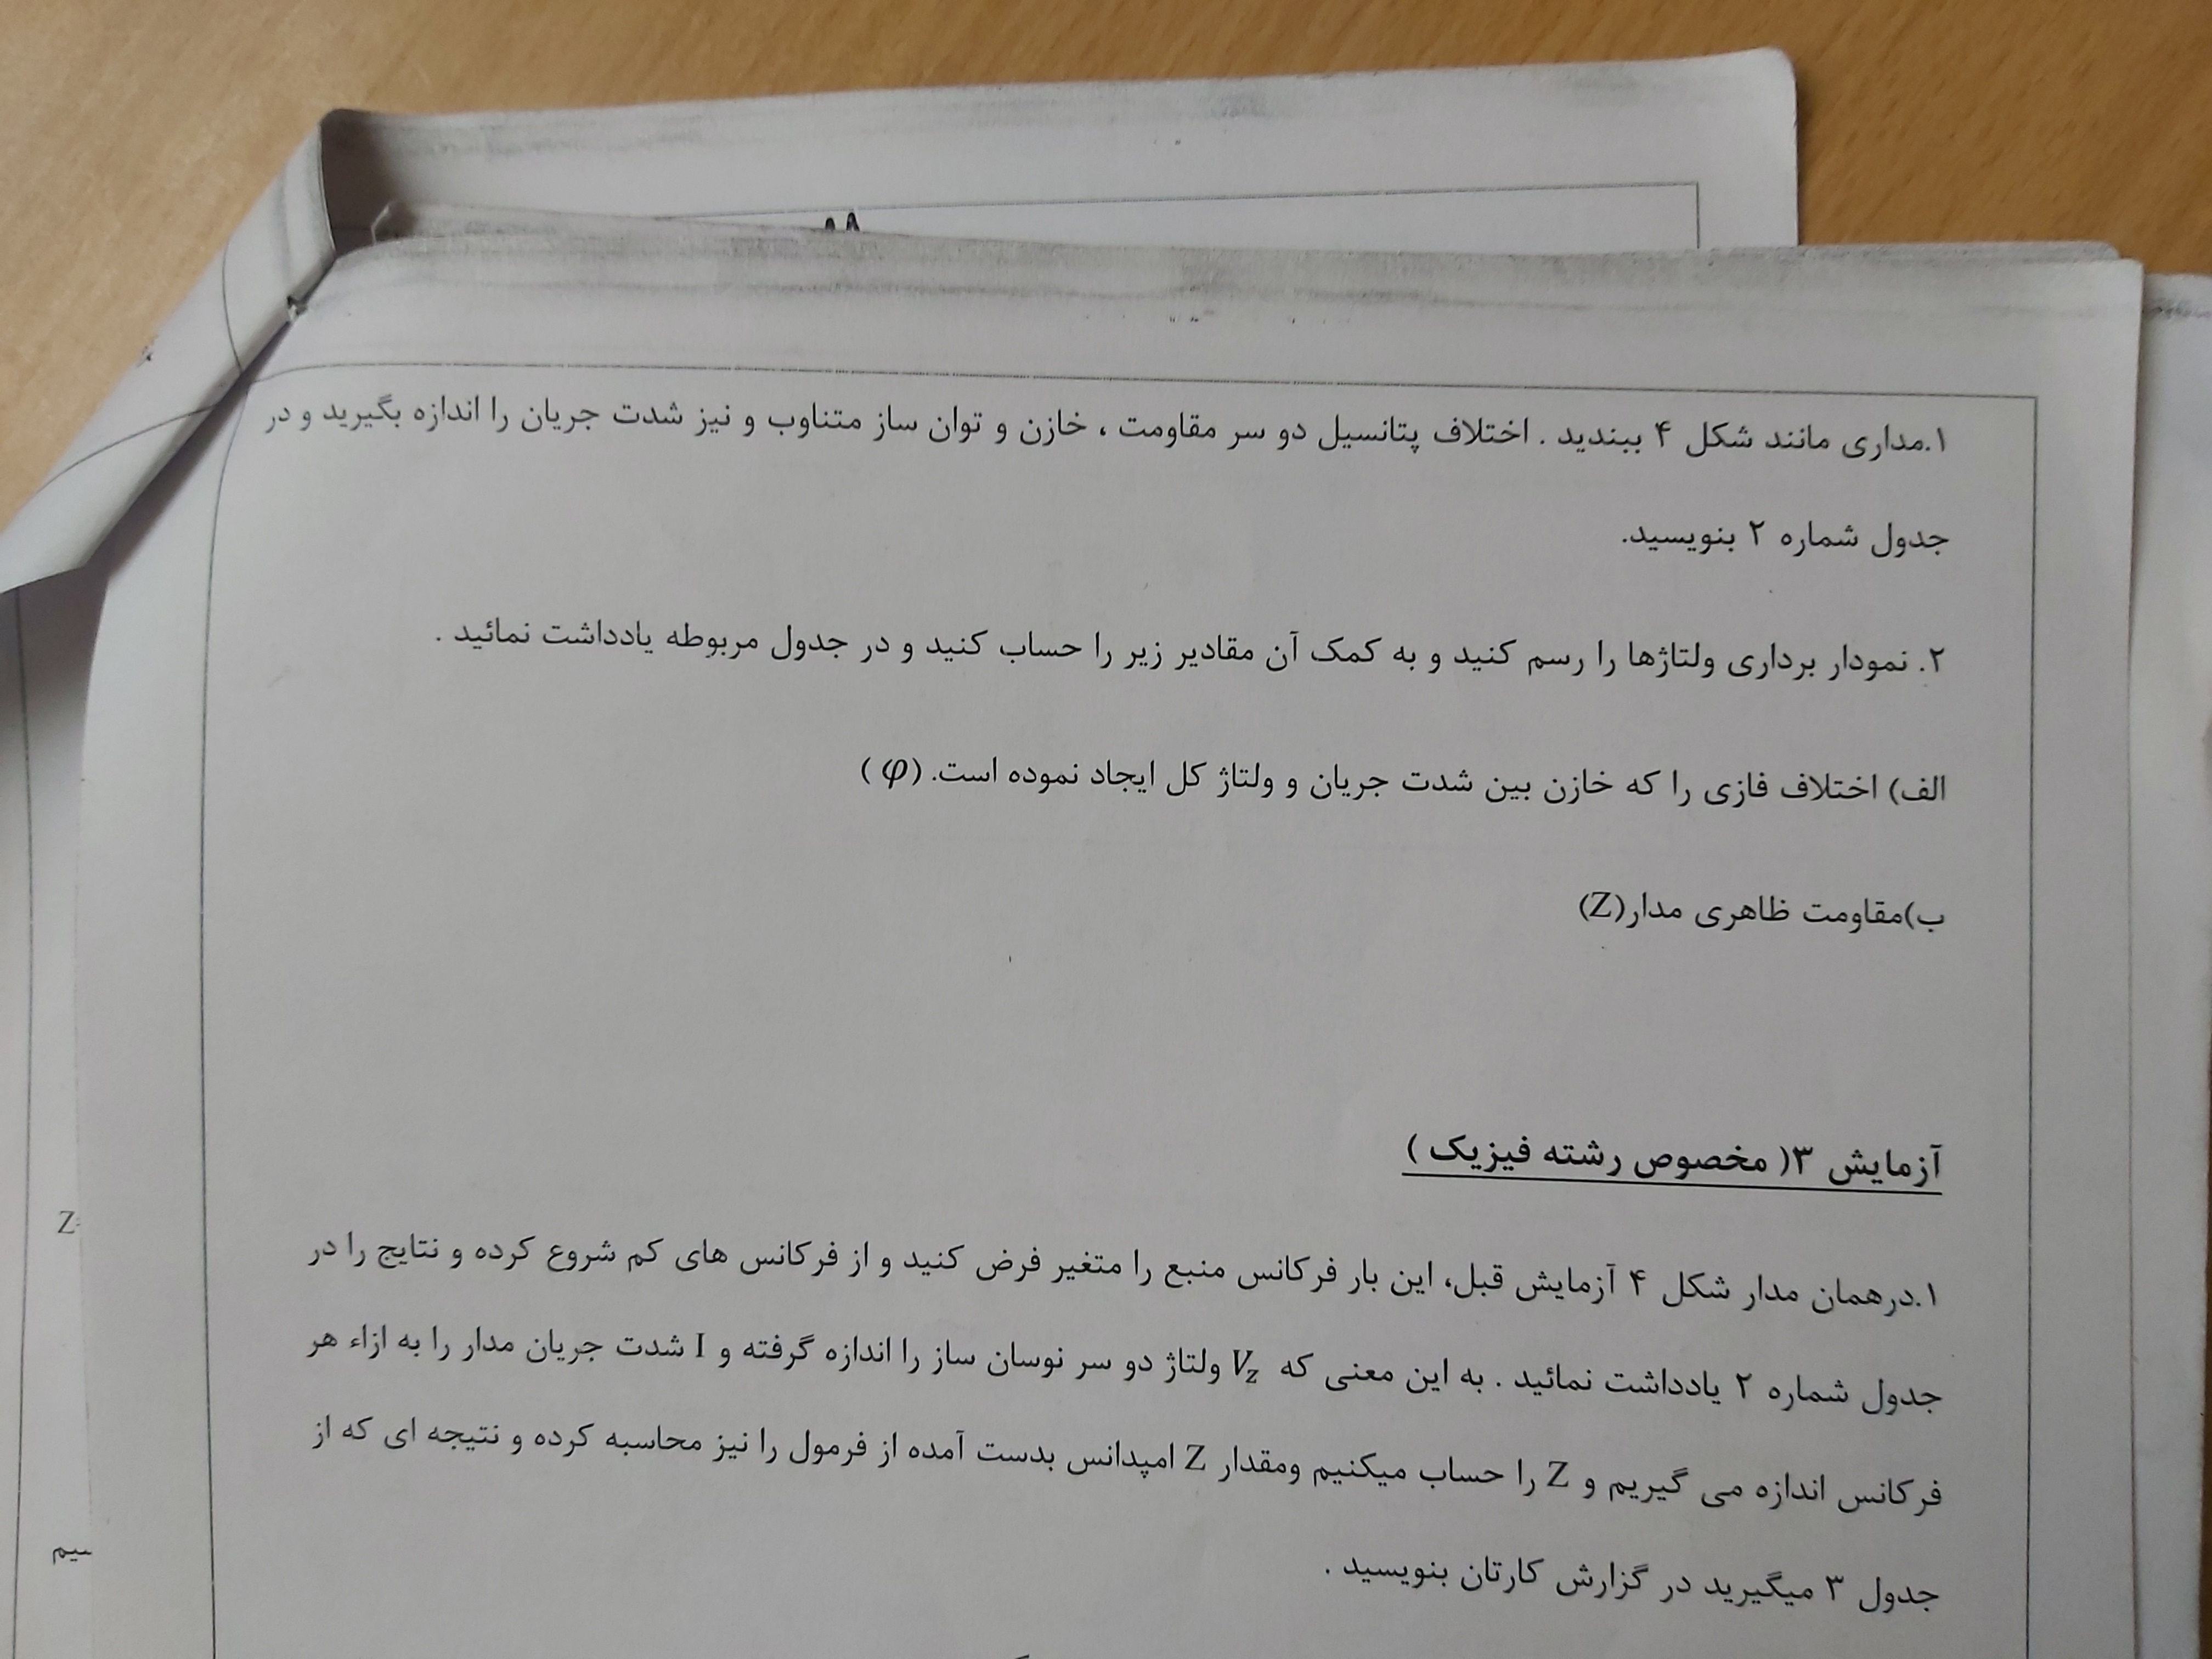 ۱.مداری مانند شکل ۴ ببندید . اختلاف پتانسیل دو سر مقاومت ، خازن و توان ساز متناوب و نیز شدت جریان را اندازه بگیرید و در
جدول شماره ۲ بنویسید.
۲. نمودار برداری ولتاژها را رسم کنید و به کمک آن مقادیر زیر را حساب کنید و در جدول مربوطه یادداشت نمائید .
الف) اختلاف فازی را که خازن بین شدت جریان و ولتاژ کل ایجاد نموده است. (φ)
ب)مقاومت ظاهری مدار(Z)
آزمایش ۳( مخصوص رشته فیزیک )
۱.درهمان مدار شکل ۴ آزمایش قبل، این بار فرکانس منبع را متغیر فرض کنید و از فرکانس های کم شروع کرده و نتایج را در
جدول شماره ۲ یادداشت نمائید . به این معنی که Vz ولتاژ دو سر نوسان ساز را اندازه گرفته و I شدت جریان مدار را به ازاء هر
فرکانس اندازه می گیریم و Z را حساب میکنیم ومقدار Z امپدانس بدست آمده از فرمول را نیز محاسبه کرده و نتیجه ای که از
جدول ۳ میگیرید در گزارش کارتان بنویسید .
Z